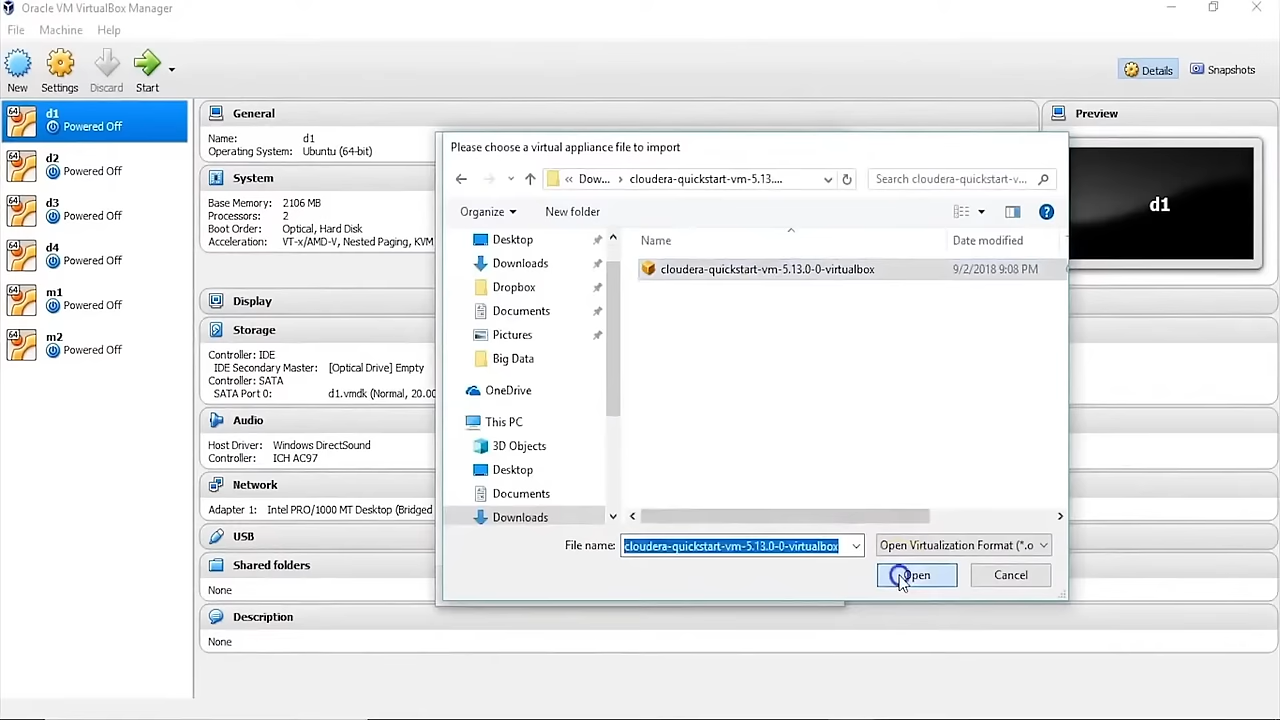 Oracle VM VirtualBox Manager
File Machine Help
New Settings Discard Start
Details Snapshots
64 d1
Powered Off
64 d2
Powered Off
64 d3
Powered Off
64 d4
Powered Off
64 m1
Powered Off
64 m2
Powered Off
General
Name: d1
Operating System: Ubuntu (64-bit)
System
Base Memory: 2106 MB
Processors: 2
Boot Order: Optical, Hard Disk
Acceleration: VT-x/AMD-V, Nested Paging, KVM
Display
Storage
Controller: IDE
IDE Secondary Master: [Optical Drive] Empty
Controller: SATA
SATA Port 0: d1.vmdk (Normal, 20.00
Audio
Host Driver: Windows DirectSound
Controller: ICH AC97
Network
Adapter 1: Intel PRO/1000 MT Desktop (Bridged
USB
Shared folders
None
Description
None
Preview
d1
Please choose a virtual appliance file to import
« Dow... › cloudera-quickstart-vm-5.13....
Search cloudera-quickstart-v...
Organize New folder
Desktop
Downloads
Dropbox
Documents
Pictures
Big Data
OneDrive
This PC
3D Objects
Desktop
Documents
Downloads
Name Date modified
cloudera-quickstart-vm-5.13.0-0-virtualbox 9/2/2018 9:08 PM
File name: cloudera-quickstart-vm-5.13.0-0-virtualbox Open Virtualization Format (*.o
Open Cancel